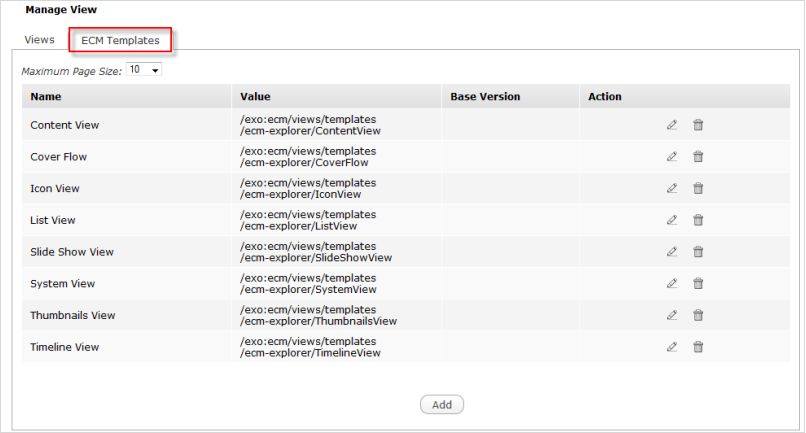 Manage View
Views
ECM Templates
Maximum Page Size: 10
Name Value Base Version Action
Content View
/exo:ecm/views/templates
/ecm-explorer/ContentView
Cover Flow
/exo:ecm/views/templates
/ecm-explorer/CoverFlow
Icon View
/exo:ecm/views/templates
/ecm-explorer/IconView
List View
/exo:ecm/views/templates
/ecm-explorer/ListView
Slide Show View
/exo:ecm/views/templates
/ecm-explorer/SlideShowView
System View
/exo:ecm/views/templates
/ecm-explorer/SystemView
Thumbnails View
/exo:ecm/views/templates
/ecm-explorer/ThumbnailsView
Timeline View
/exo:ecm/views/templates
/ecm-explorer/TimelineView
Add